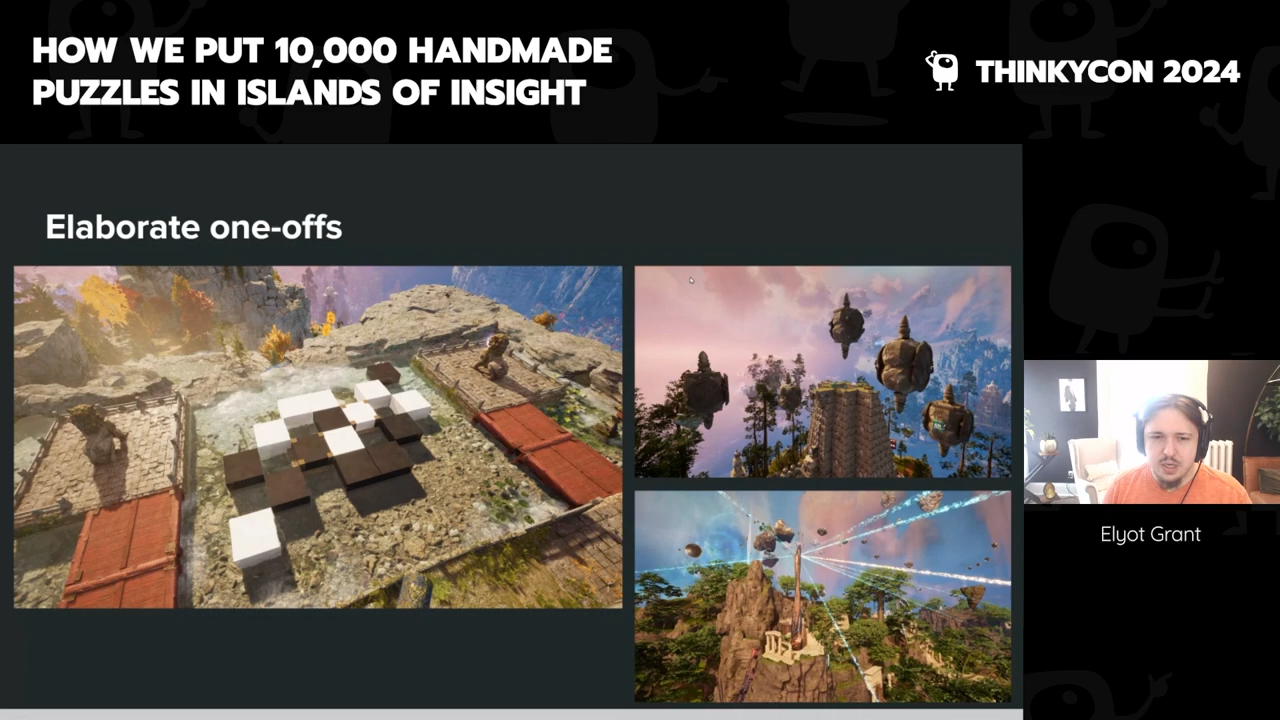 HOW WE PUT 10,000 HANDMADE
PUZZLES IN ISLANDS OF INSIGHT
THINKYCON 2024
Elaborate one-offs
Elyot Grant